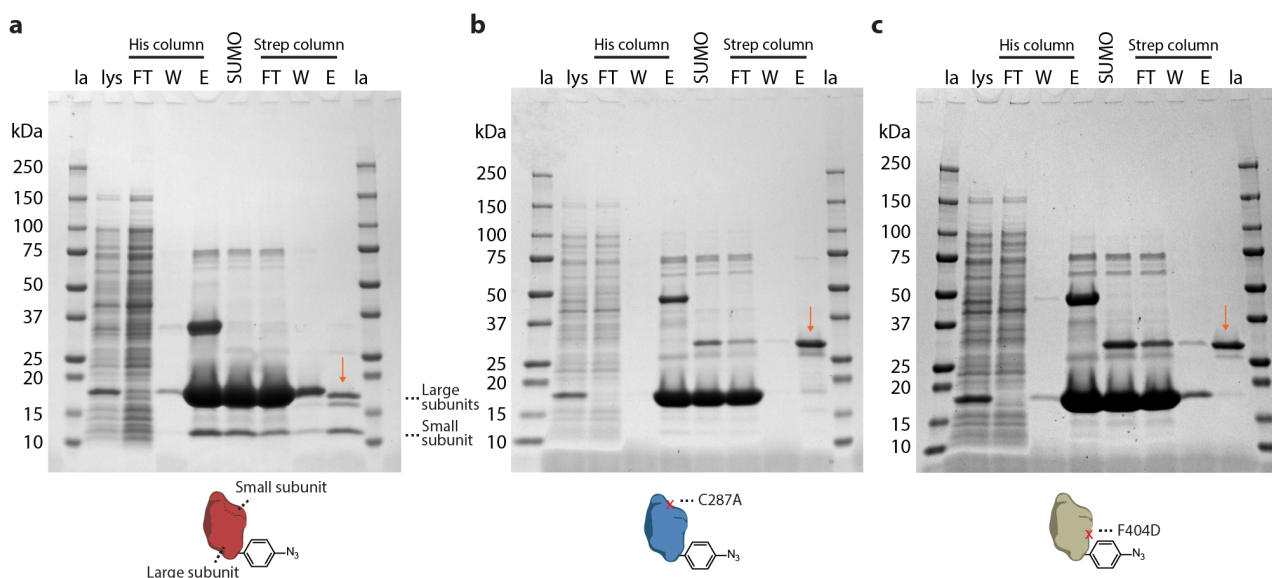 a
His column
SUMO
Strep column
la lys FT W E FT W E la
kDa
250
150
100
75
50
37
25
20
15
10
Large subunits
Small subunit
Small subunit
Large subunit
N3
b
His column
SUMO
Strep column
la lys FT W E FT W E la
kDa
250
150
100
75
50
37
25
20
15
10
x C287A
N3
c
His column
SUMO
Strep column
la lys FT W E FT W E la
kDa
250
150
100
75
50
37
25
20
15
10
x F404D
N3